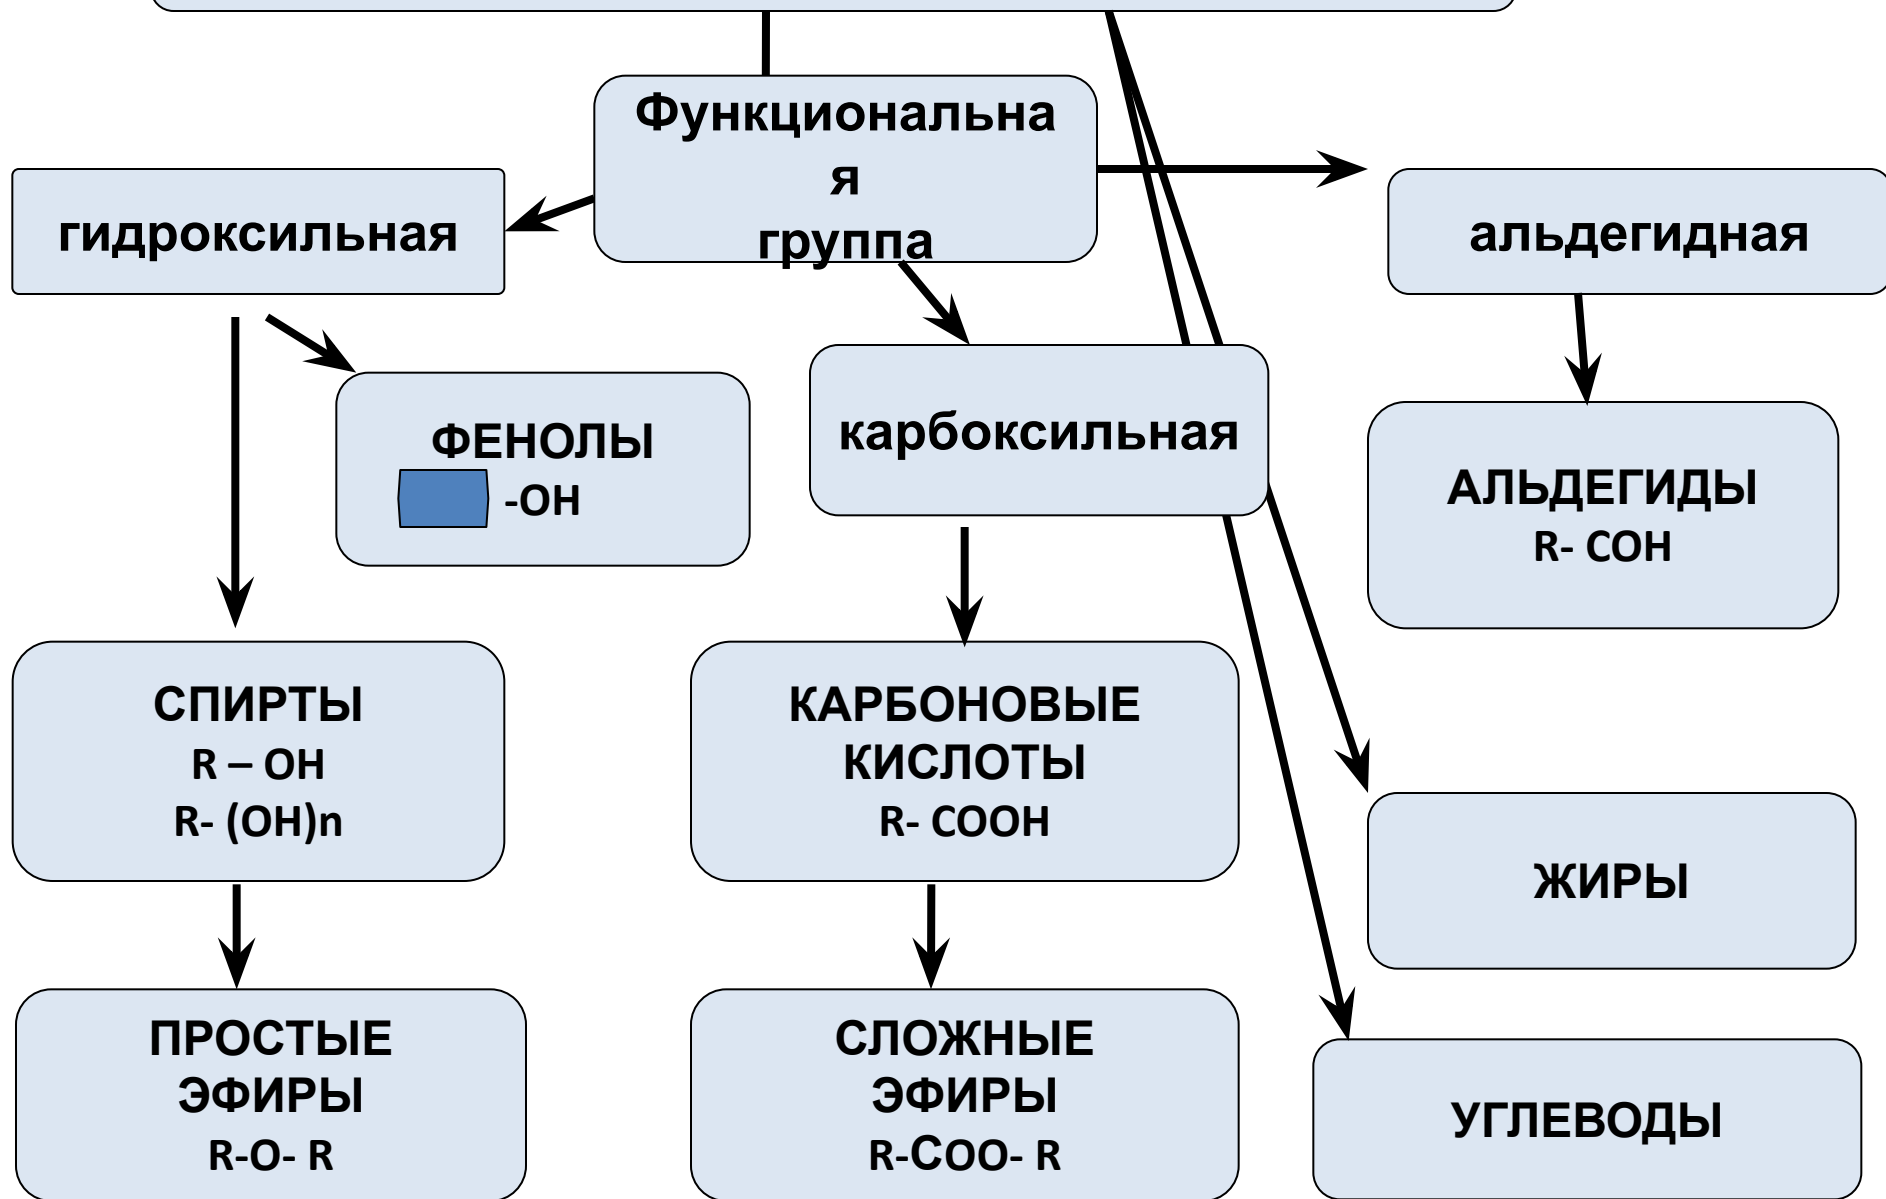 Функциональна
я
группа
гидроксильная
альдегидная
ФЕНОЛЫ
-ОН
карбоксильная
АЛЬДЕГИДЫ
R- COH
СПИРТЫ
R – OH
R- (OH)n
КАРБОНОВЫЕ
КИСЛОТЫ
R- COOH
ЖИРЫ
ПРОСТЫЕ
ЭФИРЫ
R-O- R
СЛОЖНЫЕ
ЭФИРЫ
R-COO- R
УГЛЕВОДЫ